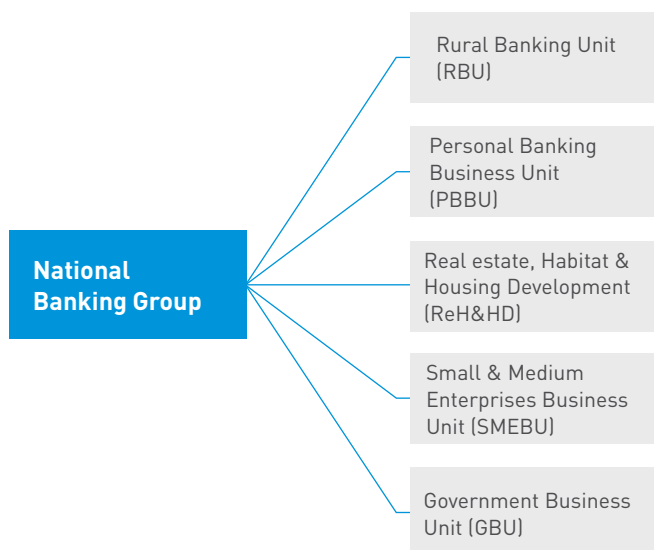 Rural Banking Unit
(RBU)
Personal Banking
Business Unit
(PBBU)
National
Banking Group
Real estate, Habitat &
Housing Development
(ReH&HD)
Small & Medium
Enterprises Business
Unit (SMEBU)
Government Business
Unit (GBU)